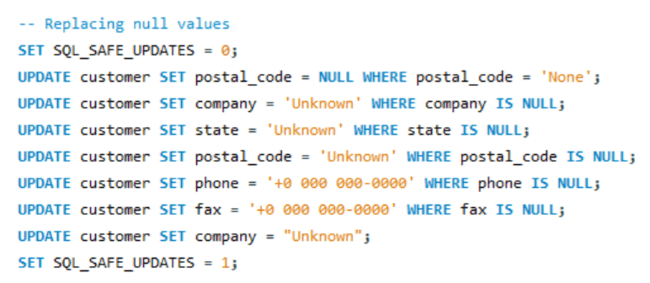 -- Replacing null values
SET SQL_SAFE_UPDATES = 0;
UPDATE customer SET postal_code = NULL WHERE postal_code = 'None';
UPDATE customer SET company = 'Unknown' WHERE company IS NULL;
UPDATE customer SET state = 'Unknown' WHERE state IS NULL;
UPDATE customer SET postal_code = 'Unknown' WHERE postal_code IS NULL;
UPDATE customer SET phone = '+0 000 000-0000' WHERE phone IS NULL;
UPDATE customer SET fax = '+0 000 000-0000' WHERE fax IS NULL;
UPDATE customer SET company = "Unknown";
SET SQL_SAFE_UPDATES = 1;